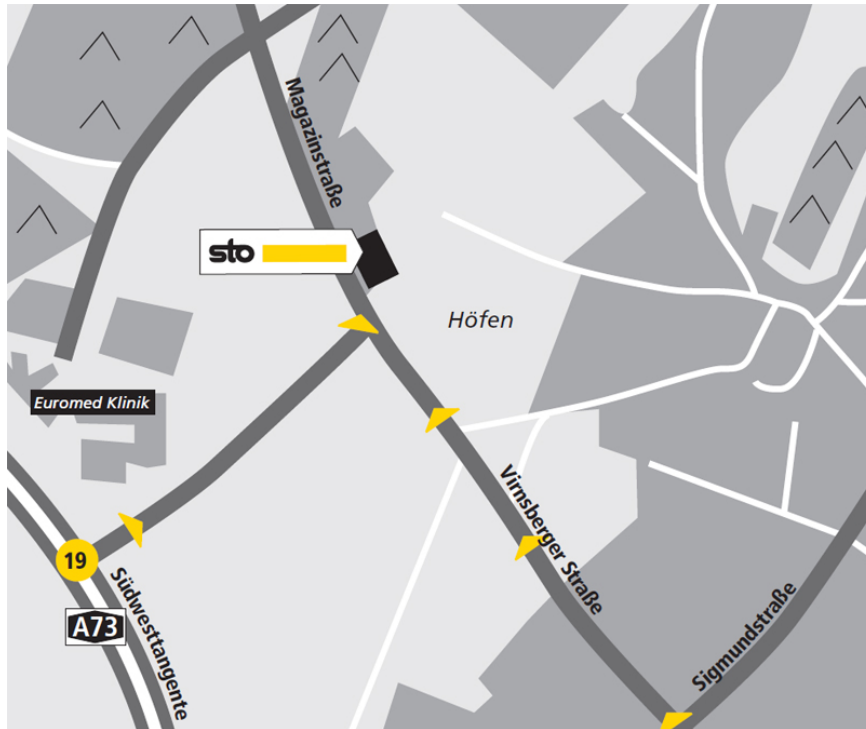 Magazinstraße
sto
Höfen
Euromed Klinik
Virnsberger Straße
19
Südwesttangente
A73
Sigmundstraße